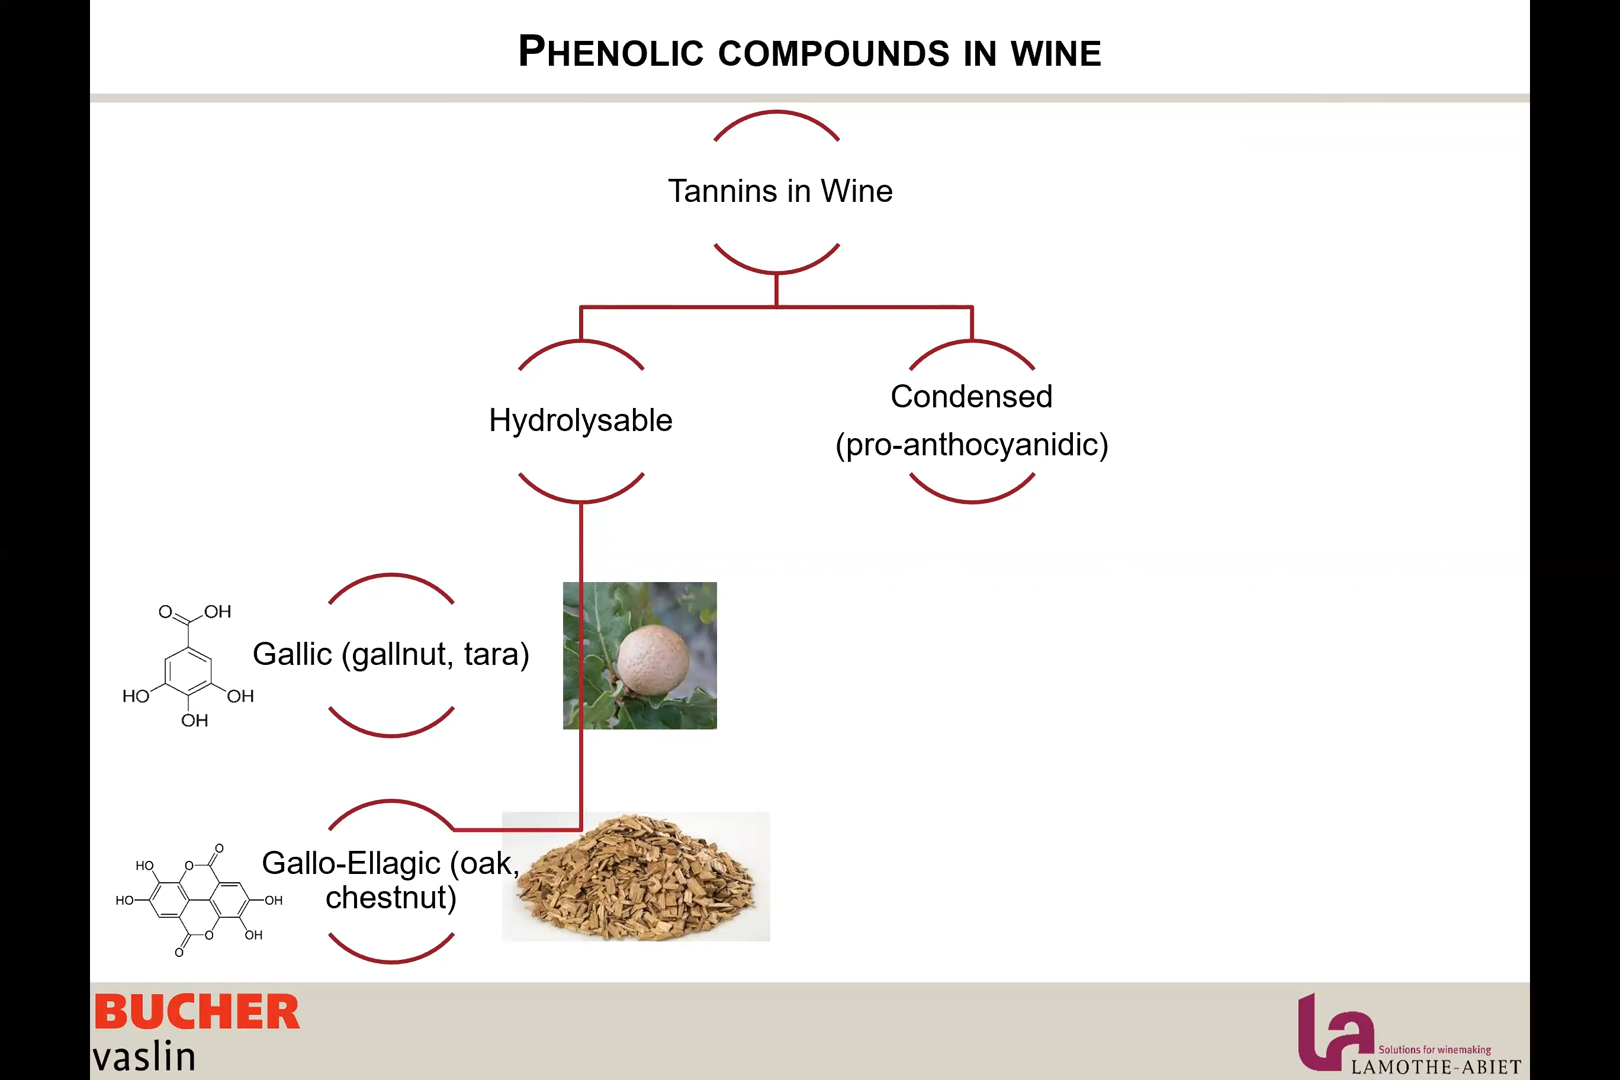 PHENOLIC COMPOUNDS IN WINE
Tannins in Wine
Hydrolysable
Condensed
(pro-anthocyanidic)
O OH
Gallic (gallnut, tara)
HO OH
OH
O
HO O
Gallo-Ellagic (oak,
chestnut)
HO OH
O OH
O
BUCHER
vaslin
la
Solutions for winemaking
LAMOTHE-ABIET